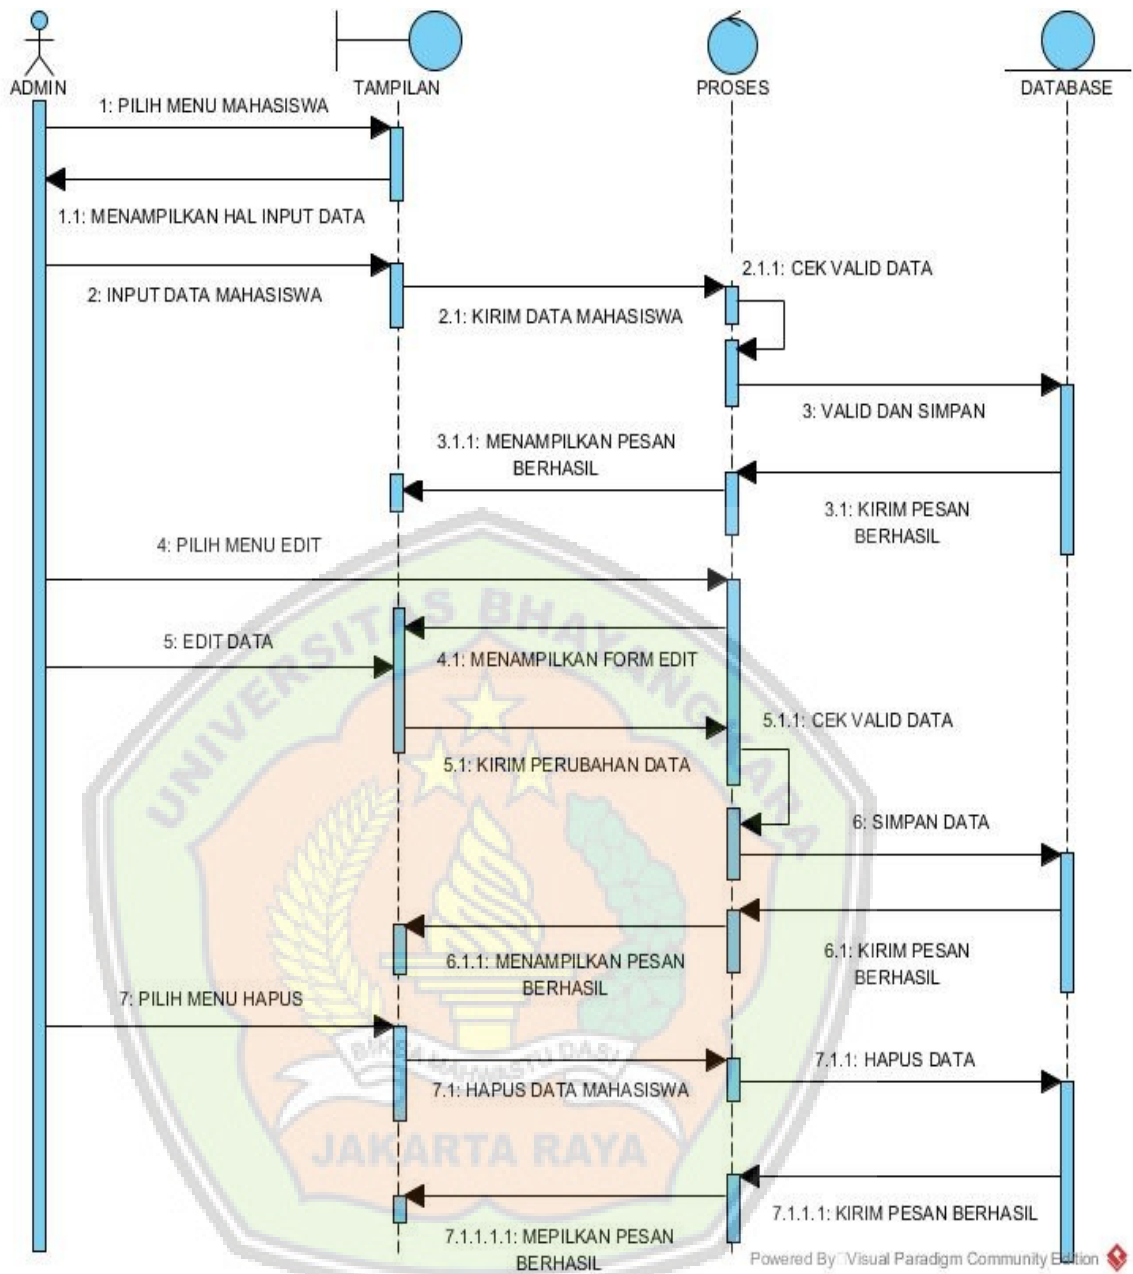 ADMIN
TAMPILAN
PROSES
DATABASE
1: PILIH MENU MAHASISWA
1.1: MENAMPILKAN HAL INPUT DATA
2.1.1: CEK VALID DATA
2: INPUT DATA MAHASISWA
2.1: KIRIM DATA MAHASISWA
3: VALID DAN SIMPAN
3.1.1: MENAMPILKAN PESAN
BERHASIL
3.1: KIRIM PESAN
BERHASIL
4: PILIH MENU EDIT
UNIVERSITAS BHAYANGKARA
5: EDIT DATA
4.1: MENAMPILKAN FORM EDIT
5.1.1: CEK VALID DATA
5.1: KIRIM PERUBAHAN DATA
6: SIMPAN DATA
6.1.1: MENAMPILKAN PESAN
BERHASIL
6.1: KIRIM PESAN
BERHASIL
7: PILIH MENU HAPUS
BIKSA MAHWASTU DASI
7.1.1: HAPUS DATA
7.1: HAPUS DATA MAHASISWA
JAKARTA RAYA
7.1.1.1: KIRIM PESAN BERHASIL
7.1.1.1.1: MEPILKAN PESAN
BERHASIL
Powered By Visual Paradigm Community Edition